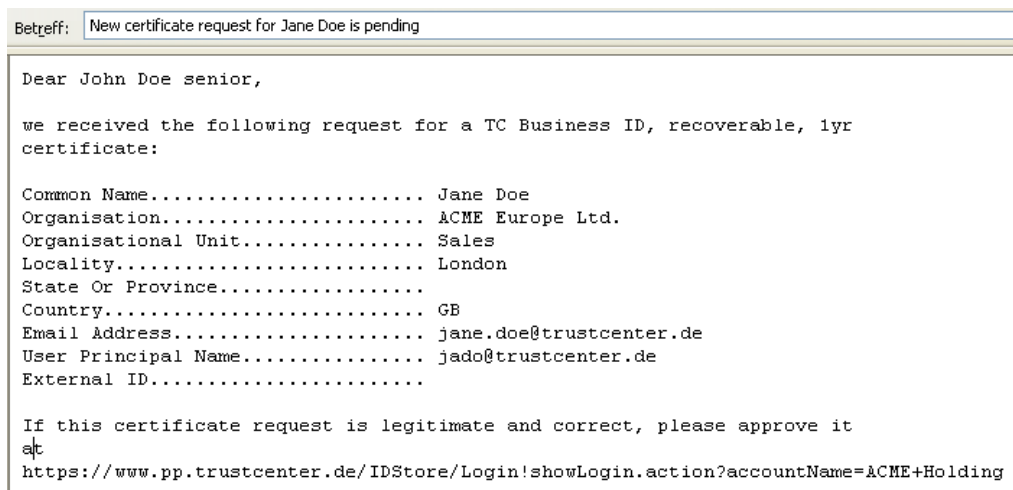 Betreff: New certificate request for Jane Doe is pending
Dear John Doe senior,
we received the following request for a TC Business ID, recoverable, 1yr
certificate:
Common Name........................ Jane Doe
Organisation....................... ACME Europe Ltd.
Organisational Unit................ Sales
Locality........................... London
State Or Province..................
Country............................ GB
Email Address...................... jane.doe@trustcenter.de
User Principal Name................ jado@trustcenter.de
External ID........................
If this certificate request is legitimate and correct, please approve it
at
https://www.pp.trustcenter.de/IDStore/Login!showLogin.action?accountName=ACME+Holding